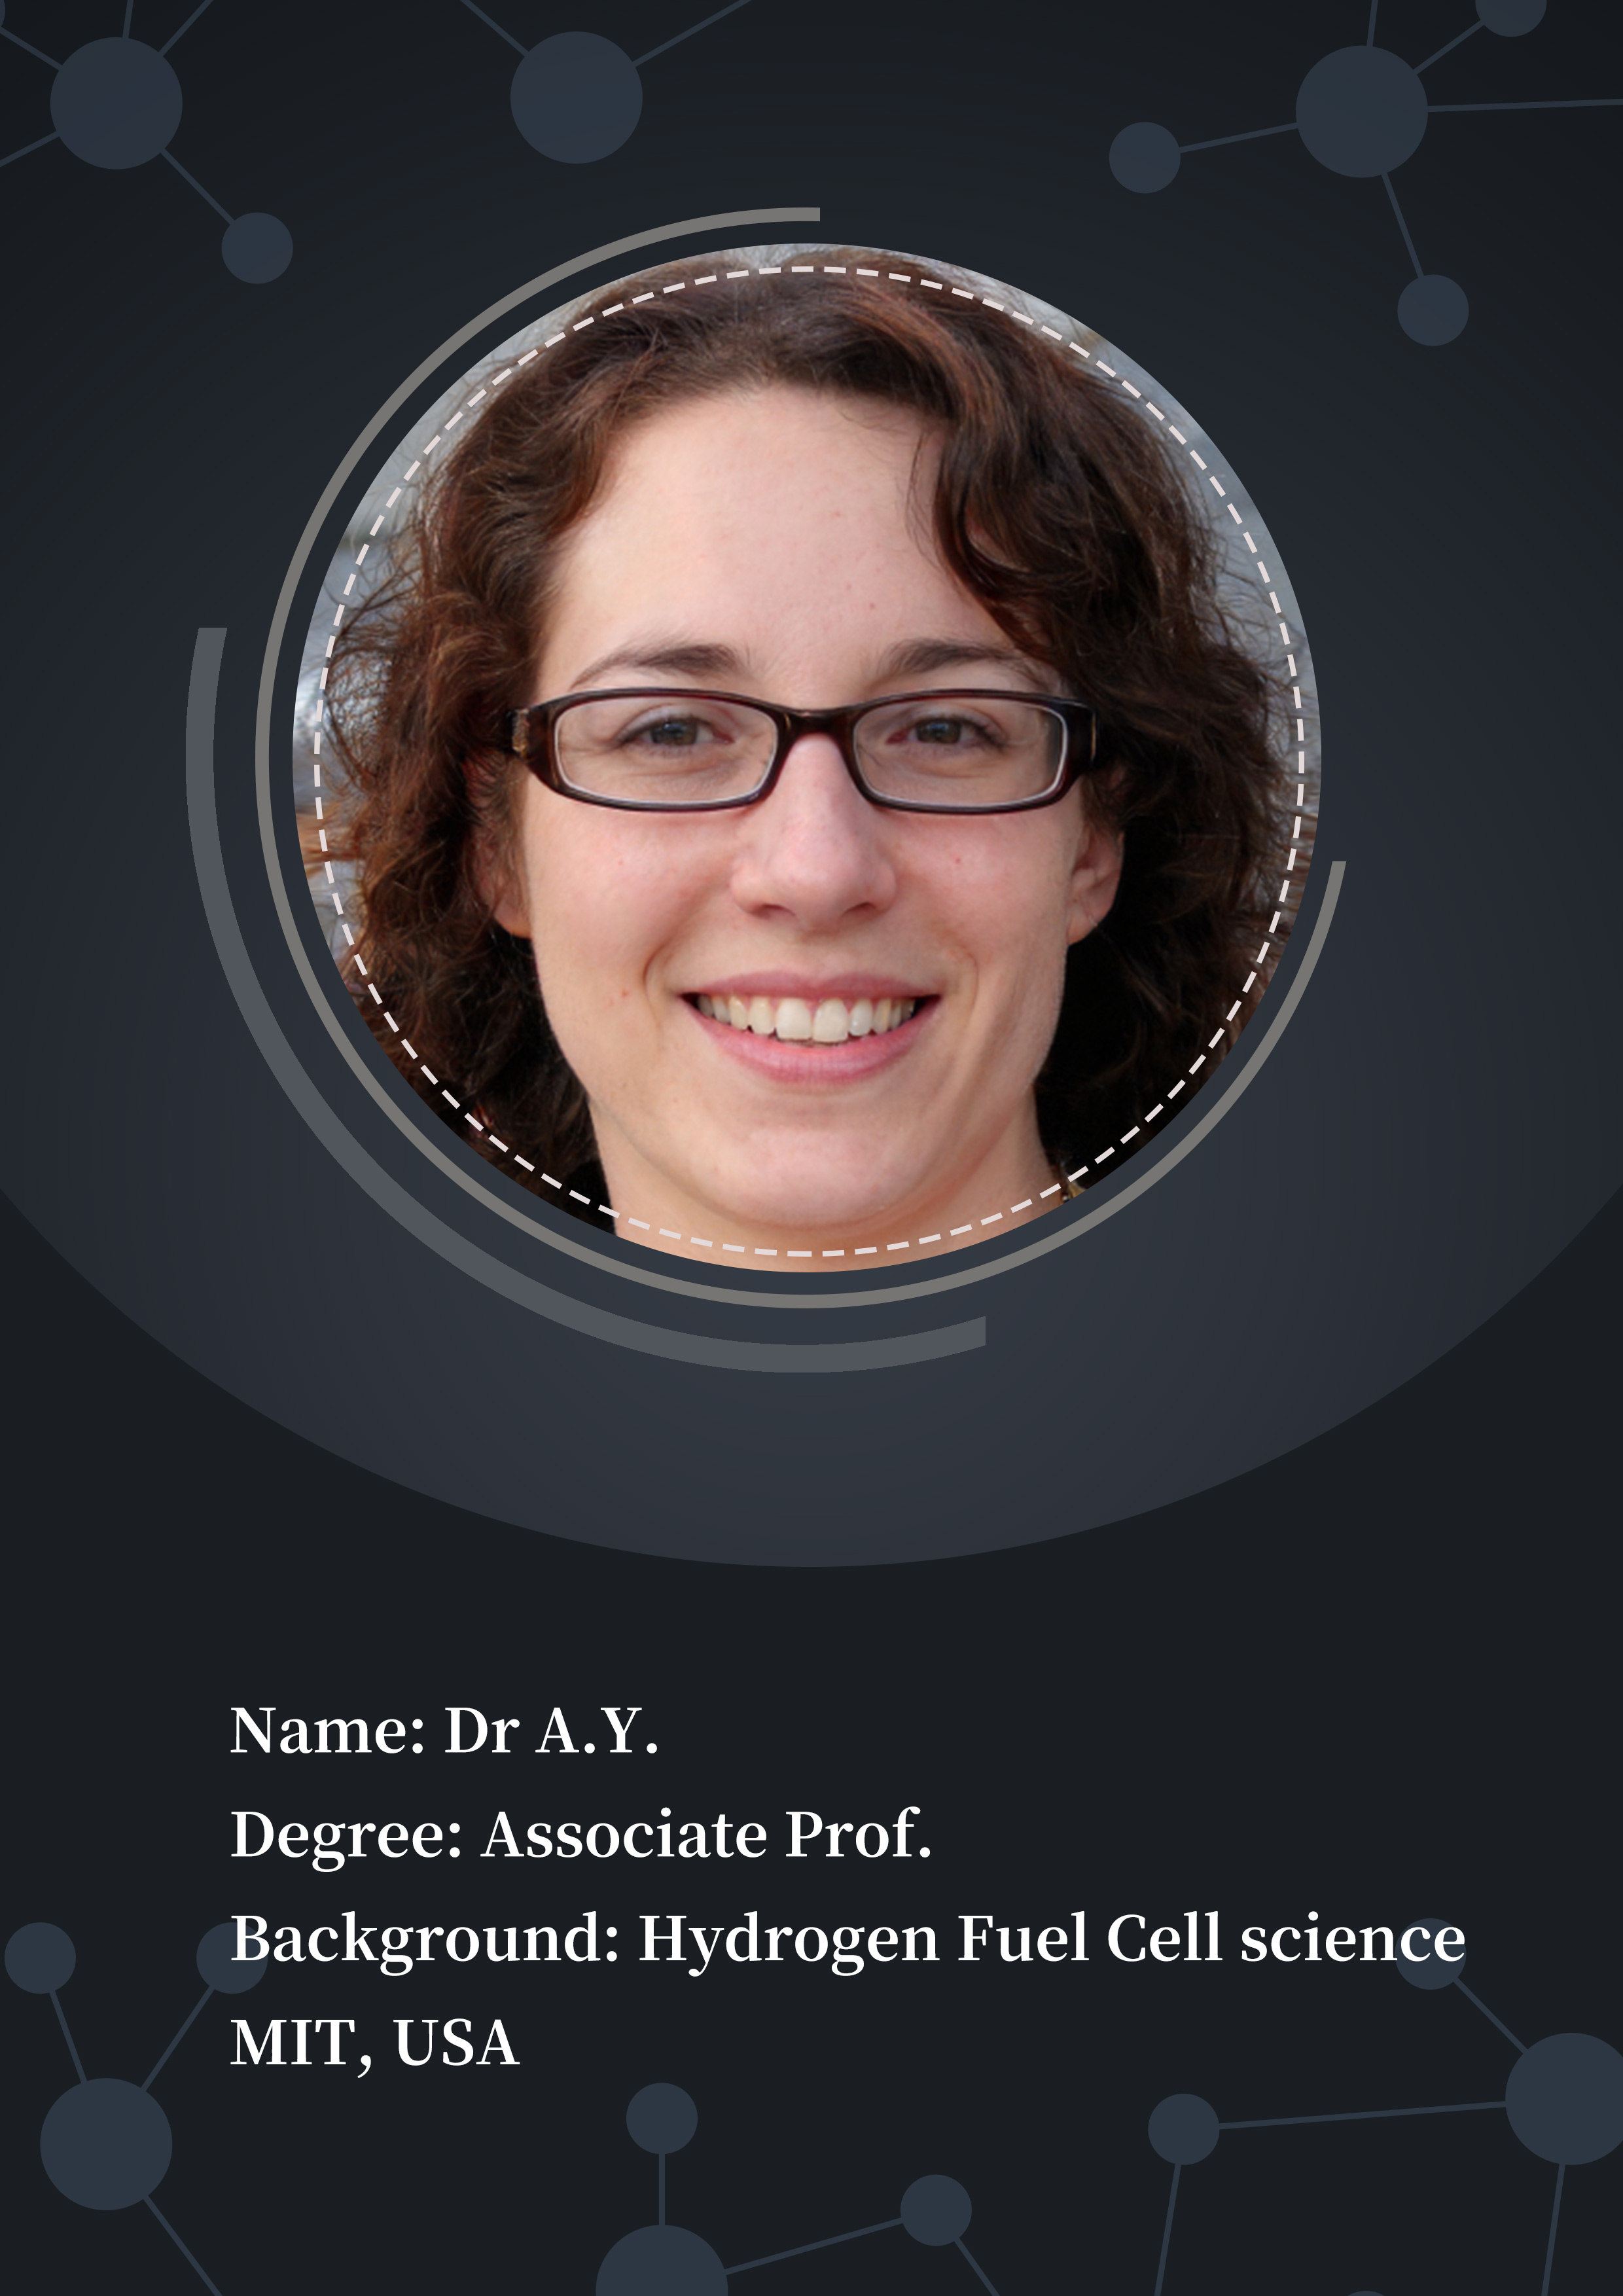 Name: Dr A.Y.
Degree: Associate Prof.
Background: Hydrogen Fuel Cell science
MIT, USA